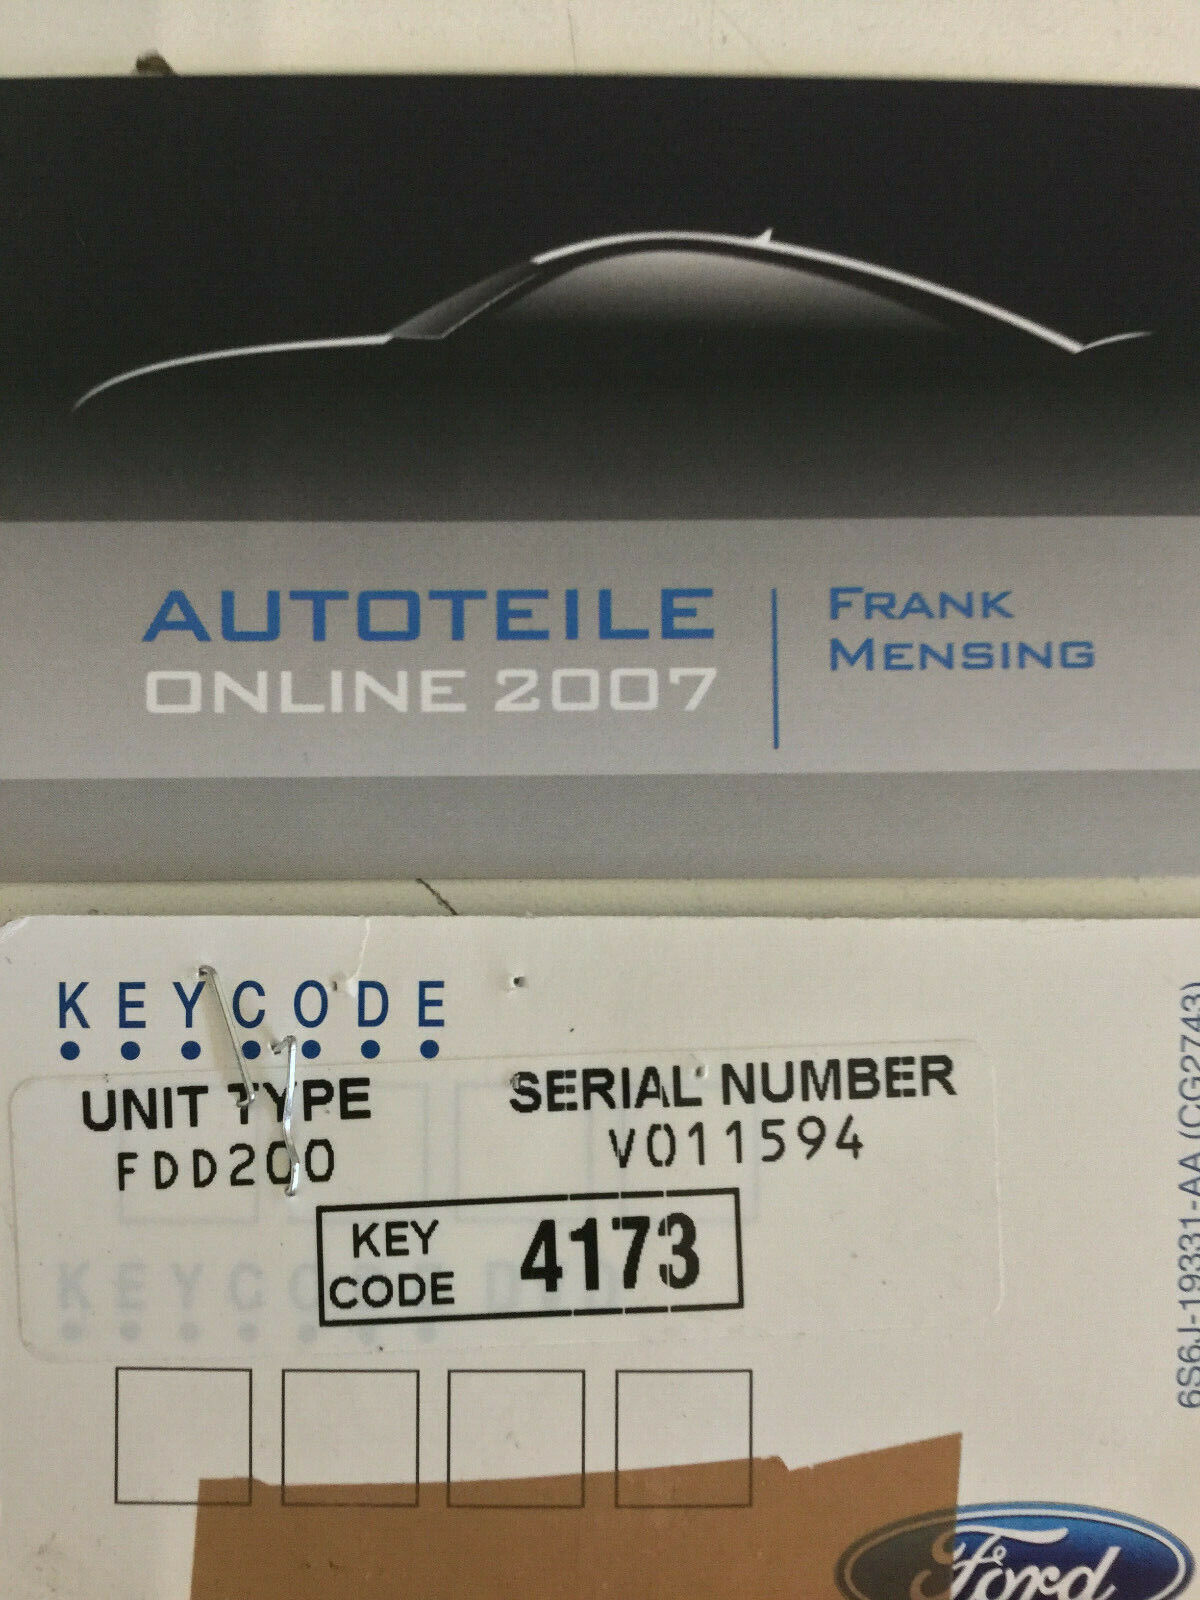 AUTOTEILE
ONLINE 2007
FRANK
MENSING
KEYCODE
UNIT TYPE
FDD200
SERIAL NUMBER
V011594
KEY
CODE
4173
KEYCODE
6S6J-19331-AA (CG2743)
Ford